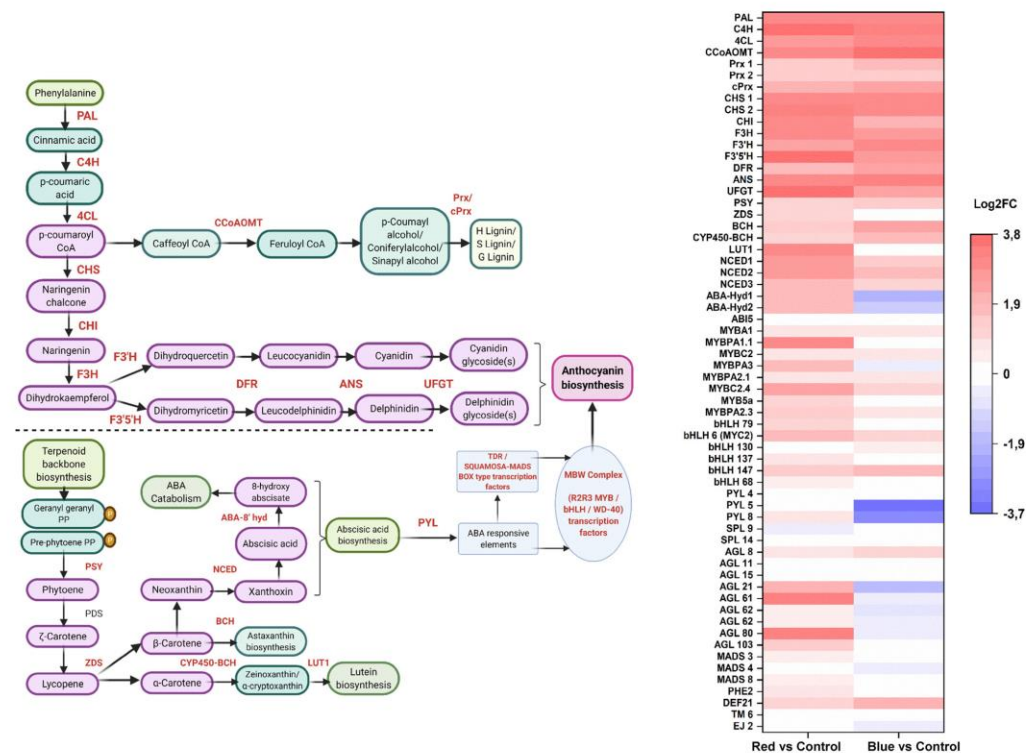 Phenylalanine
PAL
Cinnamic acid
C4H
p-coumaric
acid
4CL
p-coumaroyl
CoA
Caffeoyl CoA
CCoAOMT
Feruloyl CoA
p-Coumayl
alcohol/
Coniferylalcohol/
Sinapyl alcohol
Prx/
cPrx
H Lignin/
S Lignin/
G Lignin
CHS
Naringenin
chalcone
CHI
Naringenin
F3H
Dihydrokaempferol
F3'H
Dihydroquercetin
Leucocyanidin
Cyanidin
Cyanidin
glycoside(s)
DFR
ANS
UFGT
F3'5'H
Dihydromyricetin
Leucodelphinidin
Delphinidin
Delphinidin
glycoside(s)
Anthocyanin
biosynthesis
Terpenoid
backbone
biosynthesis
Geranyl geranyl
PP
P
Pre-phytoene PP
P
PSY
Phytoene
PDS
ζ-Carotene
ZDS
Lycopene
ABA
Catabolism
8-hydroxy
abscisate
ABA-8' hyd
Abscisic acid
NCED
Neoxanthin
Xanthoxin
BCH
β-Carotene
Astaxanthin
biosynthesis
CYP450-BCH
α-Carotene
Zeinoxanthin/
α-cryptoxanthin
LUT1
Lutein
biosynthesis
Abscisic acid
biosynthesis
PYL
TDR /
SQUAMOSA-MADS
BOX type transcription
factors
ABA responsive
elements
MBW Complex
(R2R3 MYB /
bHLH / WD-40)
transcription
factors
PAL
C4H
4CL
CCoAOMT
Prx 1
Prx 2
cPrx
CHS 1
CHS 2
CHI
F3H
F3'H
F3'5'H
DFR
ANS
UFGT
PSY
ZDS
BCH
CYP450-BCH
LUT1
NCED1
NCED2
NCED3
ABA-Hyd1
ABA-Hyd2
ABI5
MYBA1
MYBPA1.1
MYBC2
MYBPA3
MYBPA2.1
MYBC2.4
MYB5a
MYBPA2.3
bHLH 79
bHLH 6 (MYC2)
bHLH 130
bHLH 137
bHLH 147
bHLH 68
PYL 4
PYL 5
PYL 8
SPL 9
SPL 14
AGL 8
AGL 11
AGL 15
AGL 21
AGL 61
AGL 62
AGL 62
AGL 80
AGL 103
MADS 3
MADS 4
MADS 8
PHE2
DEF21
TM 6
EJ 2
Red vs Control
Blue vs Control
Log2FC
3,8
1,9
0
-1,9
-3,7